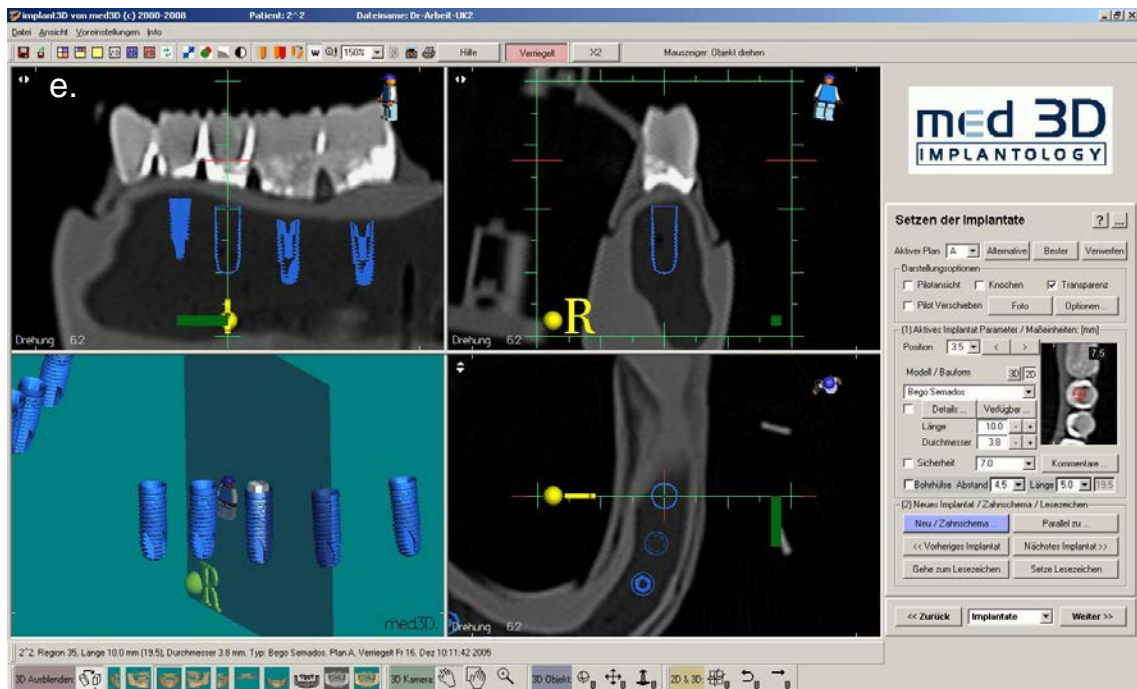 implant3D von med3D (c) 2000-2008 Patient: 2^2 Dateiname: Dr-Arbeit-UK2
Datei Ansicht Voreinstellungen Info
W 150% Hilfe Verriegelt X2 Mauszeiger: Objekt drehen
e.
Drehung 62
R
Drehung 62
R
med3D.
Drehung 62
med 3D
IMPLANTOLOGY
Setzen der Implantate ? ...
Aktiver Plan A Alternative Bester Verwerfen
Darstellungsoptionen
Pilotansicht Knochen Transparenz
Pilot Verschieben Foto Optionen ...
(1) Aktives Implantat Parameter / Maßeinheiten: [mm]
Position 35 < >
7.5
Modell / Bauform 3D 2D
Bego Semados
Details ... Verfügbar ...
Länge 10.0 - +
Durchmesser 3.8 - +
Sicherheit 7.0 Kommentare ...
Bohrhülse Abstand 4.5 Länge 5.0 19.5
(2) Neues Implantat / Zahnschema / Lesezeichen
Neu / Zahnschema ... Parallel zu ...
<< Vorheriges Implantat Nächstes Implantat >>
Gehe zum Lesezeichen Setze Lesezeichen
<< Zurück Implantate Weiter >>
2^2, Region 35, Länge 10.0 mm (19.5), Durchmesser 3.8 mm, Typ: Bego Semados, Plan A, Verriegelt Fr 16. Dez 10:11:42 2005
3D Ausblenden: 3D Kamera: 3D Objekt: 2D & 3D: